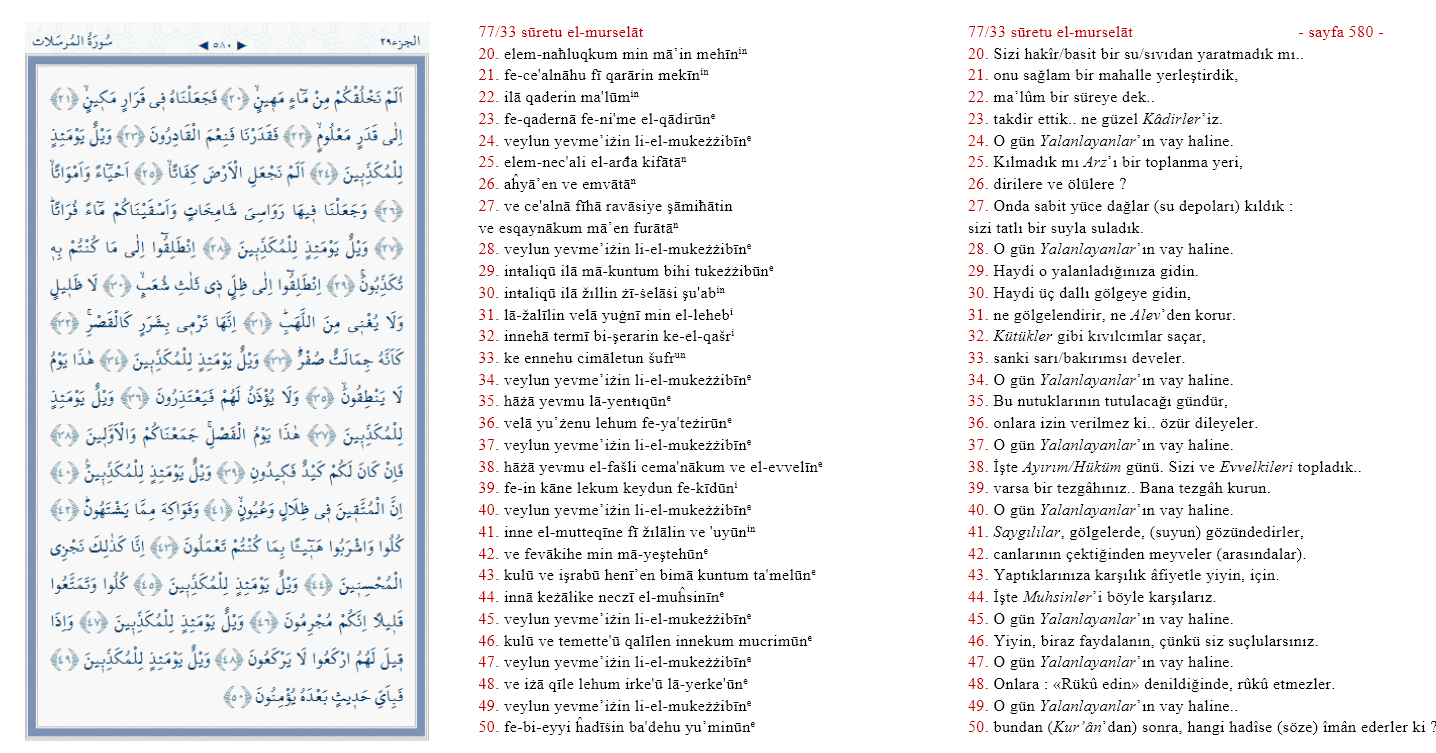 سُورَةُ الْمُرسَلات ◄ ٥٨٠ ► الجزء٢٩
اَلَمْ نَخْلُقْكُمْ مِنْ مَٓاءٍ مَه۪ينٍۙ ﴿٢٠﴾ فَجَعَلْنَاهُ ف۪ي قَرَارٍ مَك۪ينٍۙ ﴿٢١﴾
اِلٰى قَدَرٍ مَعْلُومٍۙ ﴿٢٢﴾ فَقَدَرْنَا فَنِعْمَ الْقَادِرُونَ ﴿٢٣﴾ وَيْلٌ يَوْمَئِذٍ
لِلْمُكَذِّب۪ينَ ﴿٢٤﴾ اَلَمْ نَجْعَلِ الْاَرْضَ كِفَاتاًۙ ﴿٢٥﴾ اَحْيَٓاءً وَاَمْوَاتاًۙ
﴿٢٦﴾ وَجَعَلْنَا ف۪يهَا رَوَاسِيَ شَامِخَاتٍ وَاَسْقَيْنَاكُمْ مَٓاءً فُرَاتاًۜ
﴿٢٧﴾ وَيْلٌ يَوْمَئِذٍ لِلْمُكَذِّب۪ينَ ﴿٢٨﴾ اِنْطَلِقُٓوا اِلٰى مَا كُنْتُمْ بِه۪
تُكَذِّبُونَۚ ﴿٢٩﴾ اِنْطَلِقُٓوا اِلٰى ظِلٍّ ذ۪ي ثَلٰثِ شُعَبٍۙ ﴿٣٠﴾ لَا ظَل۪يلٍ
وَلَا يُغْن۪ي مِنَ اللَّهَبِۜ ﴿٣١﴾ اِنَّهَا تَرْم۪ي بِشَرَرٍ كَالْقَصْرِۚ ﴿٣٢﴾
كَاَنَّهُ جِمَالَتٌ صُفْرٌۜ ﴿٣٣﴾ وَيْلٌ يَوْمَئِذٍ لِلْمُكَذِّب۪ينَ ﴿٣٤﴾ هٰذَا يَوْمُ
لَا يَنْطِقُونَۙ ﴿٣٥﴾ وَلَا يُؤْذَنُ لَهُمْ فَيَعْتَذِرُونَ ﴿٣٦﴾ وَيْلٌ يَوْمَئِذٍ
لِلْمُكَذِّب۪ينَ ﴿٣٧﴾ هٰذَا يَوْمُ الْفَصْلِۚ جَمَعْنَاكُمْ وَالْاَوَّل۪ينَ ﴿٣٨﴾
فَاِنْ كَانَ لَكُمْ كَيْدٌ فَك۪يدُونِ ﴿٣٩﴾ وَيْلٌ يَوْمَئِذٍ لِلْمُكَذِّب۪ينَ۟ ﴿٤٠﴾
اِنَّ الْمُتَّق۪ينَ ف۪ي ظِلَالٍ وَعُيُونٍۙ ﴿٤١﴾ وَفَوَاكِهَ مِمَّا يَشْتَهُونَۜ ﴿٤٢﴾
كُلُوا وَاشْرَبُوا هَن۪ٓيـٔاً بِمَا كُنْتُمْ تَعْمَلُونَ ﴿٤٣﴾ اِنَّا كَذٰلِكَ نَجْزِي
الْمُحْسِن۪ينَ ﴿٤٤﴾ وَيْلٌ يَوْمَئِذٍ لِلْمُكَذِّب۪ينَ ﴿٤٥﴾ كُلُوا وَتَمَتَّعُوا
قَل۪يلاً اِنَّكُمْ مُجْرِمُونَ ﴿٤٦﴾ وَيْلٌ يَوْمَئِذٍ لِلْمُكَذِّب۪ينَ ﴿٤٧﴾ وَاِذَا
ق۪يلَ لَهُمُ ارْكَعُوا لَا يَرْكَعُونَ ﴿٤٨﴾ وَيْلٌ يَوْمَئِذٍ لِلْمُكَذِّب۪ينَ ﴿٤٩﴾
فَبِاَيِّ حَد۪يثٍ بَعْدَهُ يُؤْمِنُونَ ﴿٥٠﴾
77/33 sūretu el-murselāt
20. elem-naħluqkum min mā’in mehīnⁱⁿ
21. fe-ce'alnāhu fī qarārin mekīnⁱⁿ
22. ilā qaderin ma'lūmⁱⁿ
23. fe-qadernā fe-ni'me el-qādirūnᵉ
24. veylun yevme’iżin li-el-mukeżżibīnᵉ
25. elem-nec'ali el-arđa kifātāⁿ
26. aĥyā’en ve emvātāⁿ
27. ve ce'alnā fīhā ravāsiye şāmiħātin
ve esqaynākum mā’en furātāⁿ
28. veylun yevme’iżin li-el-mukeżżibīnᵉ
29. inŧaliqū ilā mā-kuntum bihi tukeżżibūnᵉ
30. inŧaliqū ilā žıllin żī-ŝelāŝi şu'abⁱⁿ
31. lā-žalīlin velā yuġnī min el-lehebⁱ
32. innehā termī bi-şerarin ke-el-qašrⁱ
33. ke ennehu cimāletun šufrᵘⁿ
34. veylun yevme’iżin li-el-mukeżżibīnᵉ
35. hāżā yevmu lā-yenŧıqūnᵉ
36. velā yu’żenu lehum fe-ya'teżirūnᵉ
37. veylun yevme’iżin li-el-mukeżżibīnᵉ
38. hāżā yevmu el-fašli cema'nākum ve el-evvelīnᵉ
39. fe-in kāne lekum keydun fe-kīdūnⁱ
40. veylun yevme’iżin li-el-mukeżżibīnᵉ
41. inne el-mutteqīne fī žılālin ve 'uyūnⁱⁿ
42. ve fevākihe min mā-yeştehūnᵉ
43. kulū ve işrabū henī’en bimā kuntum ta'melūnᵉ
44. innā keżālike neczī el-muĥsinīnᵉ
45. veylun yevme’iżin li-el-mukeżżibīnᵉ
46. kulū ve temette'ū qalīlen innekum mucrimūnᵉ
47. veylun yevme’iżin li-el-mukeżżibīnᵉ
48. ve iżā qīle lehum irke'ū lā-yerke'ūnᵉ
49. veylun yevme’iżin li-el-mukeżżibīnᵉ
50. fe-bi-eyyi ĥadīŝin ba'dehu yu’minūnᵉ
77/33 sūretu el-murselāt - sayfa 580 -
20. Sizi hakîr/basit bir su/sıvıdan yaratmadık mı..
21. onu sağlam bir mahalle yerleştirdik,
22. ma’lûm bir süreye dek..
23. takdir ettik.. ne güzel Kâdirler’iz.
24. O gün Yalanlayanlar’ın vay haline.
25. Kılmadık mı Arz’ı bir toplanma yeri,
26. dirilere ve ölülere ?
27. Onda sabit yüce dağlar (su depoları) kıldık :
sizi tatlı bir suyla suladık.
28. O gün Yalanlayanlar’ın vay haline.
29. Haydi o yalanladığınıza gidin.
30. Haydi üç dallı gölgeye gidin,
31. ne gölgelendirir, ne Alev’den korur.
32. Kütükler gibi kıvılcımlar saçar,
33. sanki sarı/bakırımsı develer.
34. O gün Yalanlayanlar’ın vay haline.
35. Bu nutuklarının tutulacağı gündür,
36. onlara izin verilmez ki.. özür dileyeler.
37. O gün Yalanlayanlar’ın vay haline.
38. İşte Ayırım/Hüküm günü. Sizi ve Evvelkileri topladık..
39. varsa bir tezgâhınız.. Bana tezgâh kurun.
40. O gün Yalanlayanlar’ın vay haline.
41. Saygılılar, gölgelerde, (suyun) gözündedirler,
42. canlarının çektiğinden meyveler (arasındalar).
43. Yaptıklarınıza karşılık âfiyetle yiyin, için.
44. İşte Muhsinler’i böyle karşılarız.
45. O gün Yalanlayanlar’ın vay haline.
46. Yiyin, biraz faydalanın, çünkü siz suçlularsınız.
47. O gün Yalanlayanlar’ın vay haline.
48. Onlara : «Rükû edin» denildiğinde, rûkû etmezler.
49. O gün Yalanlayanlar’ın vay haline..
50. bundan (Kur’ân’dan) sonra, hangi hadîse (söze) îmân ederler ki ?